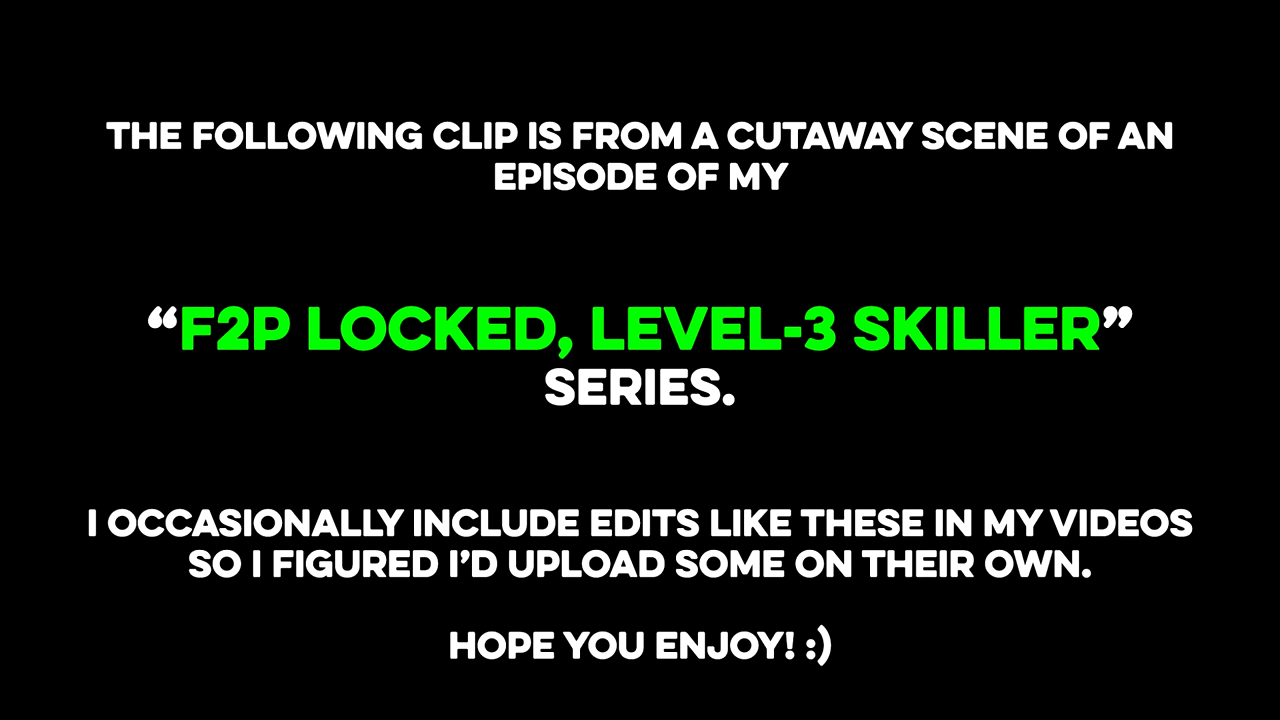 THE FOLLOWING CLIP IS FROM A CUTAWAY SCENE OF AN
EPISODE OF MY
“F2P LOCKED, LEVEL-3 SKILLER”
SERIES.
I OCCASIONALLY INCLUDE EDITS LIKE THESE IN MY VIDEOS
SO I FIGURED I’D UPLOAD SOME ON THEIR OWN.
HOPE YOU ENJOY! :)